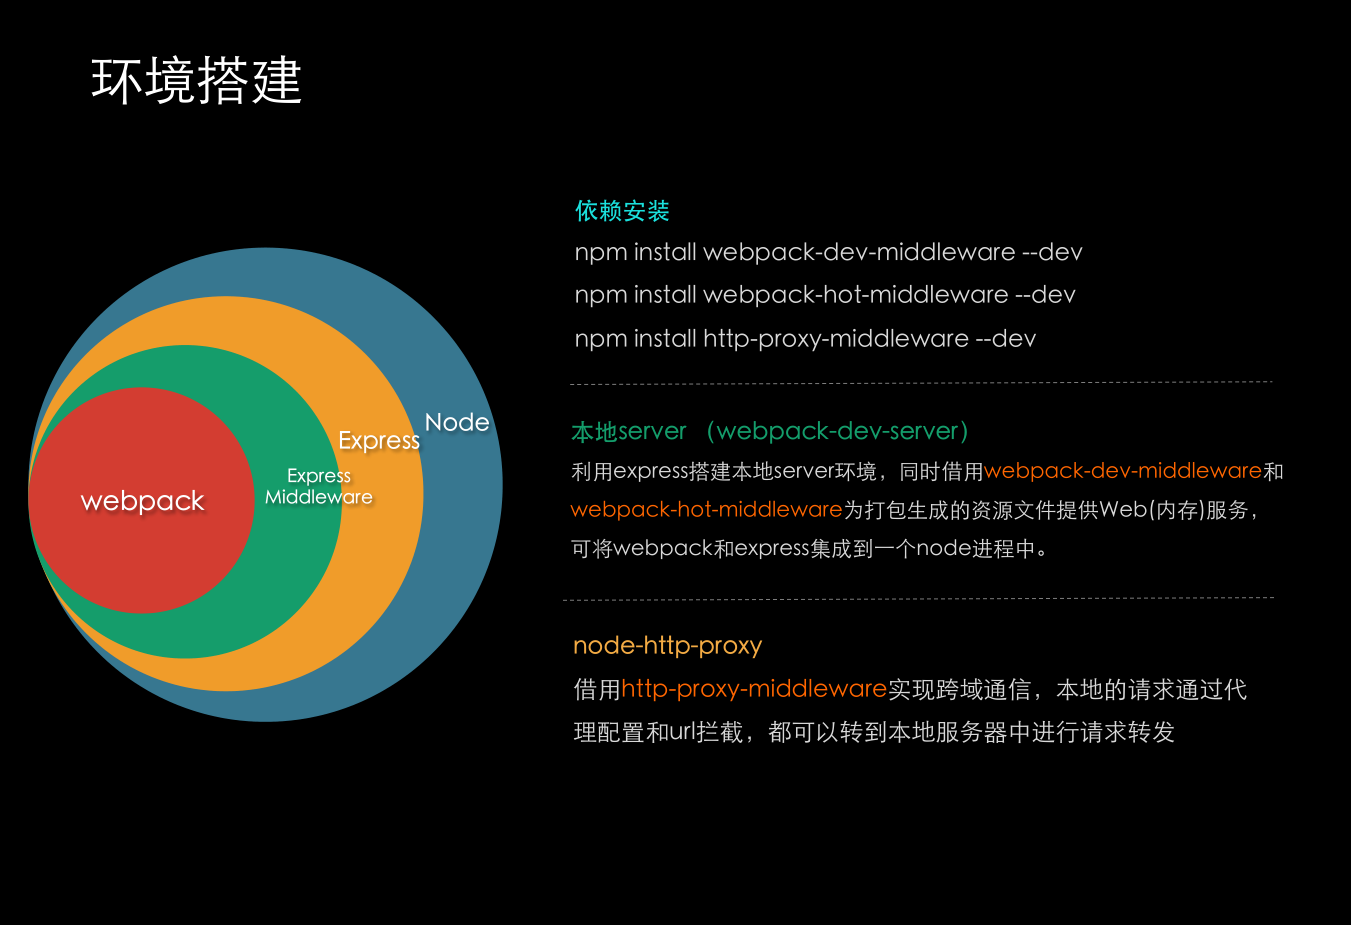 环境搭建
依赖安装
npm install webpack-dev-middleware --dev
npm install webpack-hot-middleware --dev
npm install http-proxy-middleware --dev
Node
Express
Express
Middleware
webpack
本地server （webpack-dev-server）
利用express搭建本地server环境，同时借用webpack-dev-middleware和
webpack-hot-middleware为打包生成的资源文件提供Web(内存)服务，
可将webpack和express集成到一个node进程中。
node-http-proxy
借用http-proxy-middleware实现跨域通信，本地的请求通过代
理配置和url拦截，都可以转到本地服务器中进行请求转发